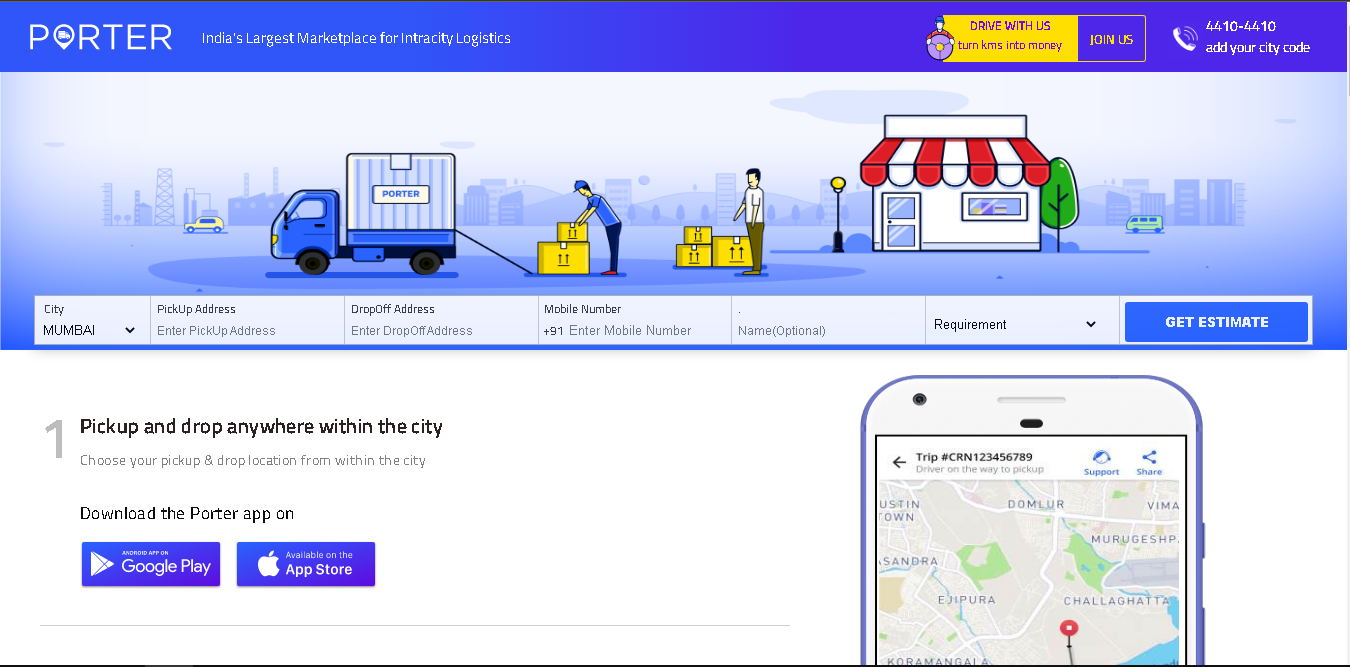 PORTER
India's Largest Marketplace for Intracity Logistics
DRIVE WITH US
turn kms into money
JOIN US
4410-4410
add your city code
PORTER
City
MUMBAI
PickUp Address
Enter PickUp Address
DropOff Address
Enter DropOff Address
Mobile Number
+91 Enter Mobile Number
.
Name(Optional)
Requirement
GET ESTIMATE
1
Pickup and drop anywhere within the city
Choose your pickup & drop location from within the city
Download the Porter app on
ANDROID APP ON
Google Play
Available on the
App Store
Trip #CRN123456789
Driver on the way to pickup
Support
Share
USTIN
OWN
DOMLUR
VIMA
MURUGESHP
ASANDRA
EJIPURA
CHALLAGHATTA
KORAMANGALA